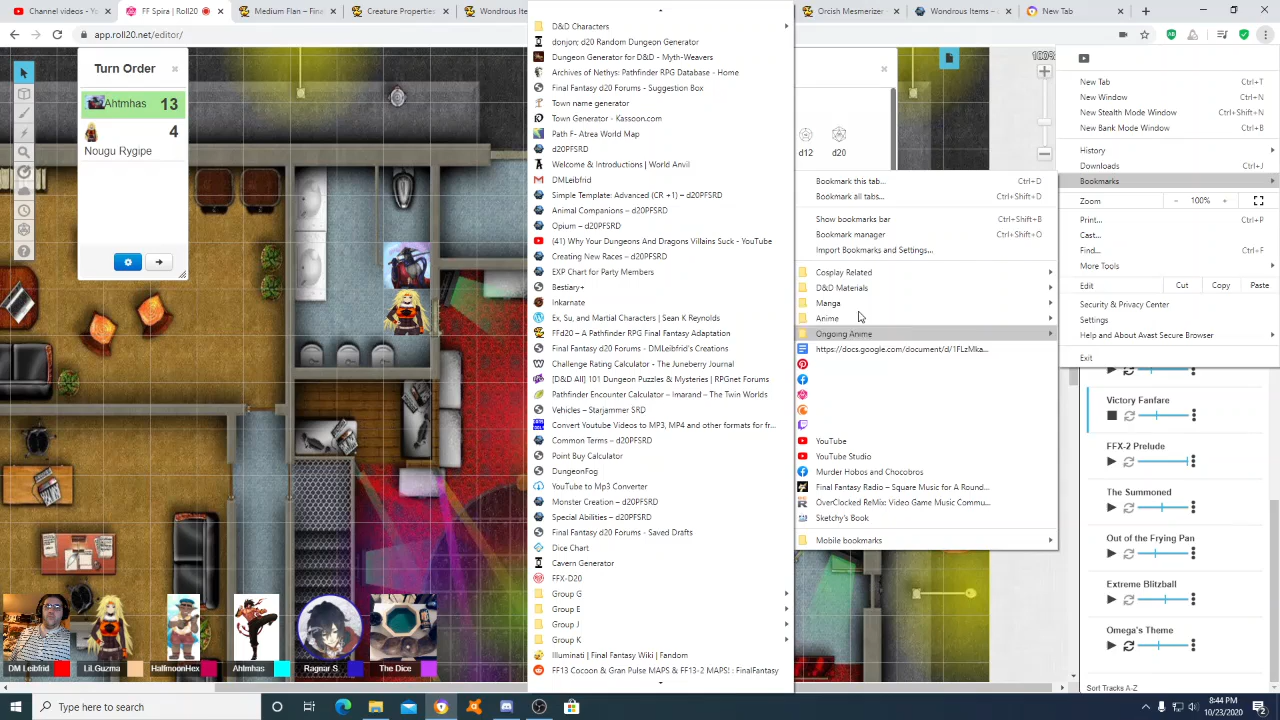 Channel videos - YouT
FF Spira | Roll20
Medium Plan – Finan
Creature Properties
Wondrous Ite
Orcish Mesmerher
Wondrous Items -
New Tab
app.roll20.net/editor/
Turn Order
Ahtmhas 13
4
Nougu Rygipe
D&D Characters
donjon; d20 Random Dungeon Generator
Dungeon Generator for D&D - Myth-Weavers
Archives of Nethys: Pathfinder RPG Database - Home
Final Fantasy d20 Forums - Suggestion Box
Town name generator
Town Generator - Kassoon.com
Path F- Atrea World Map
d20PFSRD
Welcome & Introductions | World Anvil
DMLeibfrid
Simple Template: Advanced (CR +1) – d20PFSRD
Animal Companions – d20PFSRD
Opium – d20PFSRD
(41) Why Your Dungeons And Dragons Villains Suck - YouTube
Creating New Races – d20PFSRD
EXP Chart for Party Members
Bestiary+
Inkarnate
Ex, Su, and Martial Characters | Sean K Reynolds
FFd20 – A Pathfinder RPG Final Fantasy Adaptation
Final Fantasy d20 Forums - DMLeibfrid's Creations
Challenge Rating Calculator - The Juneberry Journal
[D&D All] 101 Dungeon Puzzles & Mysteries | RPGnet Forums
Pathfinder Encounter Calculator – Imarand – The Twin Worlds
Vehicles – Starjammer SRD
Convert Youtube Videos to MP3, MP4 and other formats for fr...
Common Terms – d20PFSRD
Point Buy Calculator
DungeonFog
YouTube to Mp3 Converter
Monster Creation – d20PFSRD
Special Abilities – d20PFSRD
Final Fantasy d20 Forums - Saved Drafts
Dice Chart
Cavern Generator
FFX-D20
Group G
Group E
Group J
Group K
Illuminati | Final Fantasy Wiki | Fandom
FF13 Cocoon & Gran Pulse MAPS & FF13-2 MAPS! : FinalFantasy
d12 d20
Bookmark this tab... Ctrl+D
Bookmark all tabs... Ctrl+Shift+D
Show bookmarks bar Ctrl+Shift+B
Bookmark manager Ctrl+Shift+O
Import Bookmarks and Settings...
Cosplay Related
D&D Materials
Manga
Anime
Ongoing Anime
https://docs.google.com/document/d/1FLzMka...
YouTube
YouTube Studio
Murder Hobos and Chocobros
Final Fantasy Radio – Square Music for A Round...
OverClocked ReMix: Video Game Music Commu...
Sketchy's Book
Mobile bookmarks
100%
New Tab Ctrl+T
New Window Ctrl+N
New Stealth Mode Window Ctrl+Shift+N
New Bank Mode Window
History
Downloads Ctrl+J
Bookmarks
Zoom - 100% +
Print... Ctrl+P
Cast...
Find... Ctrl+F
More Tools
Edit Cut Copy Paste
Security & Privacy Center
Settings
Help and About Avast Secure Browser
Exit
Victory Fanfare
FFX-2 Prelude
The Summoned
Out of the Frying Pan
Extreme Blitzball
Omega's Theme
Sort Tracks A-Z
DM Leibfrid
LiLGuzma
HalfmoonHex
Ahlmhas
Ragnar S.
The Dice
Type here to search
8:44 PM
10/23/2020